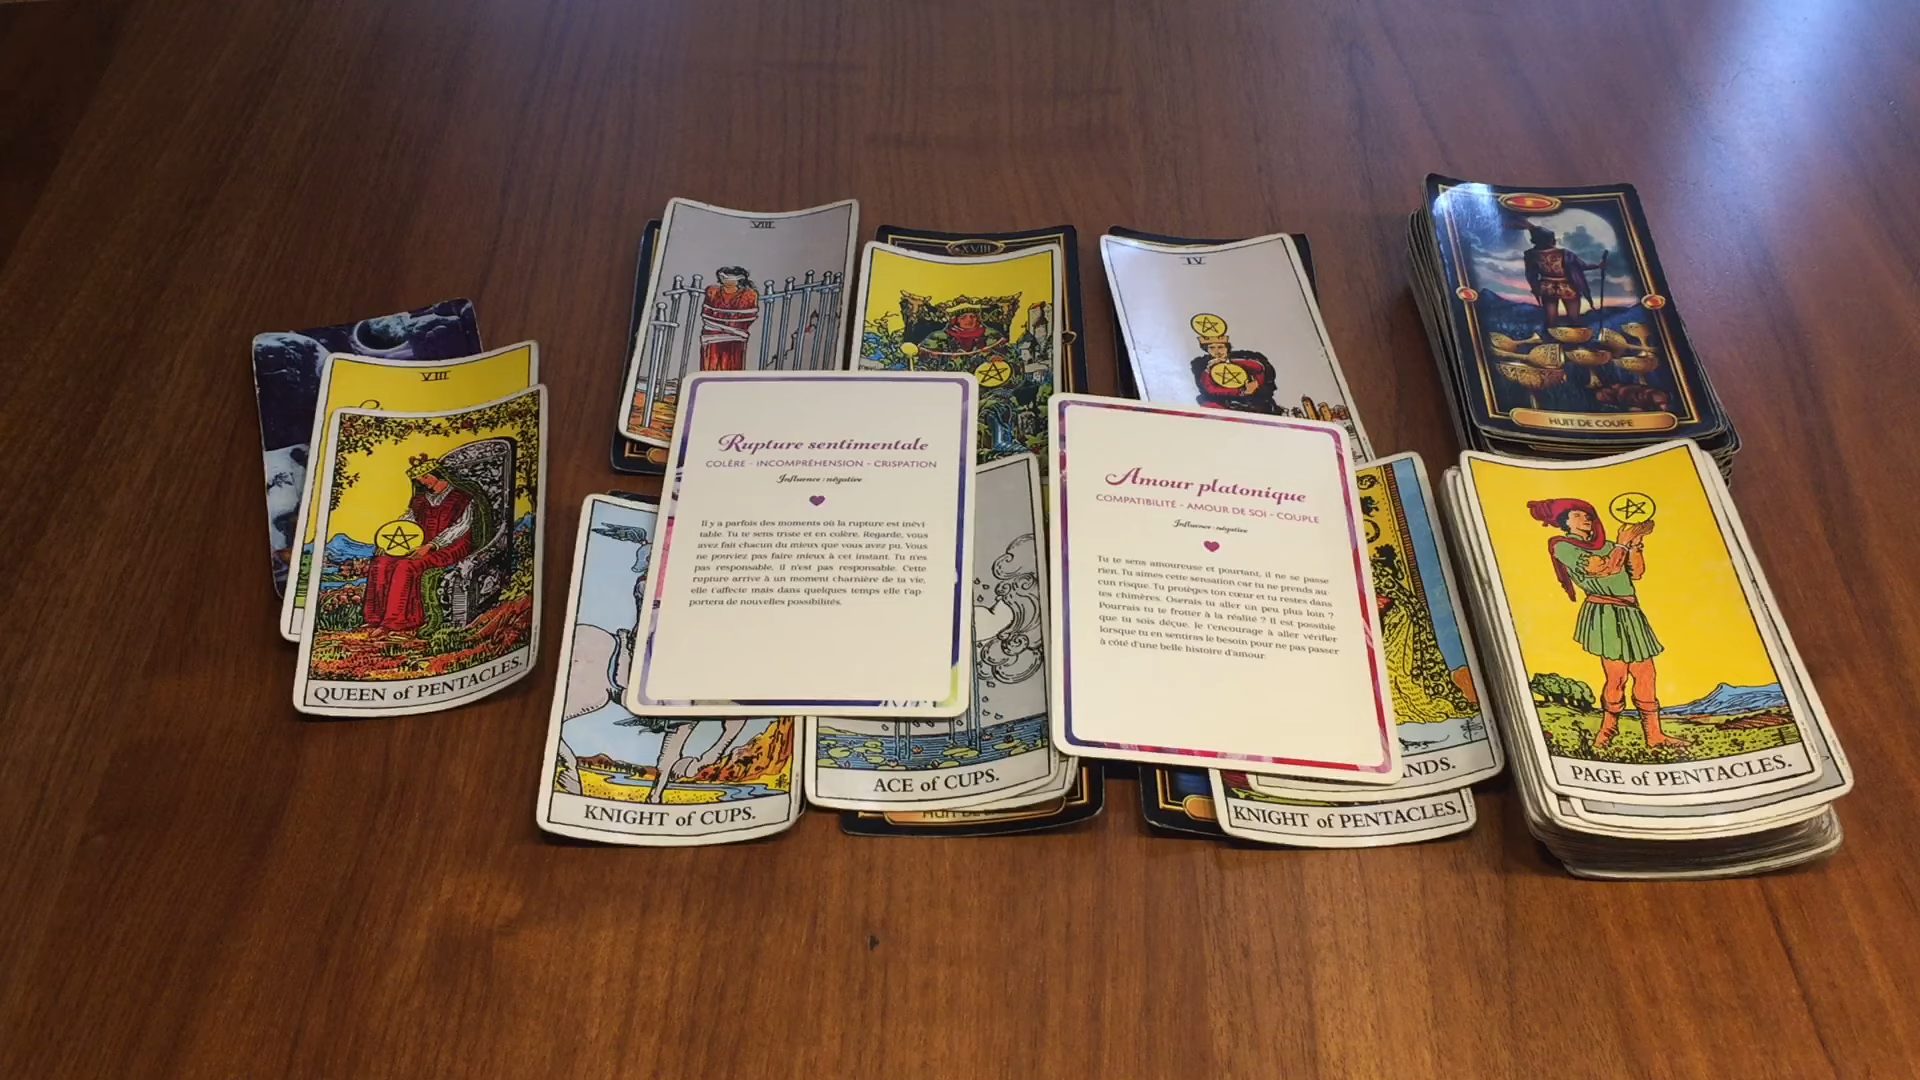 VIII
QUEEN of PENTACLES.
VIII
XVIII
IV
HUIT DE COUPE
Rupture sentimentale
COLÈRE - INCOMPRÉHENSION - CRISPATION
Influence : négative
Il y a parfois des moments où la rupture est inévi-
table. Tu te sens triste et en colère. Regarde, vous
avez fait chacun du mieux que vous avez pu. Vous
ne pouviez pas faire mieux à cet instant. Tu n'es
pas responsable, il n'est pas responsable. Cette
rupture arrive à un moment charnière de ta vie,
elle t'affecte mais dans quelques temps elle t'ap-
portera de nouvelles possibilités.
Amour platonique
COMPATIBILITÉ - AMOUR DE SOI - COUPLE
Influence : négative
Tu te sens amoureuse et pourtant, il ne se passe
rien. Tu aimes cette sensation car tu ne prends au-
cun risque. Tu protèges ton cœur et tu restes dans
tes chimères. Oserais tu aller un peu plus loin ?
Pourrais tu te frotter à la réalité ? Il est possible
que tu sois déçue. Je t'encourage à aller vérifier
lorsque tu en sentiras le besoin pour ne pas passer
à côté d'une belle histoire d'amour.
KNIGHT of CUPS.
ACE of CUPS.
HUIT DE
NDS.
KNIGHT of PENTACLES.
PAGE of PENTACLES.